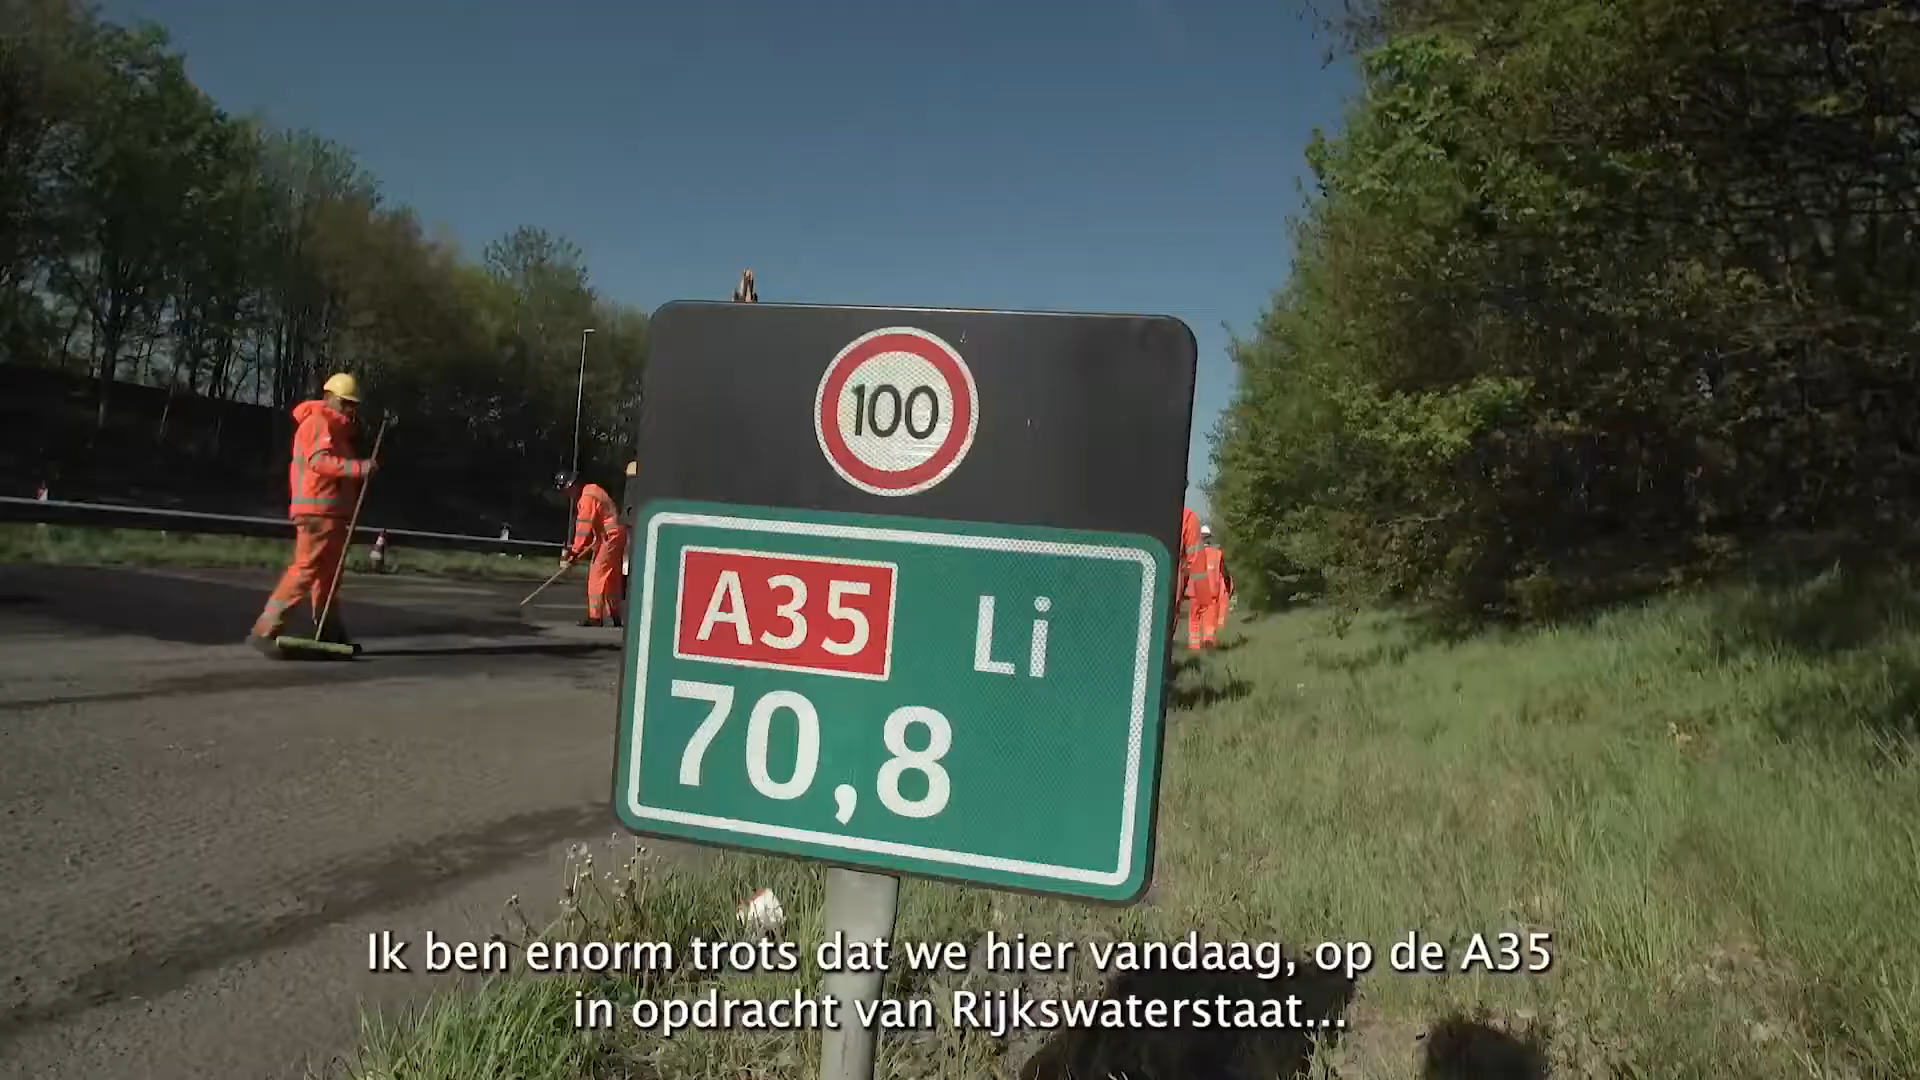 100
A35 Li
70,8
Ik ben enorm trots dat we hier vandaag, op de A35
in opdracht van Rijkswaterstaat...